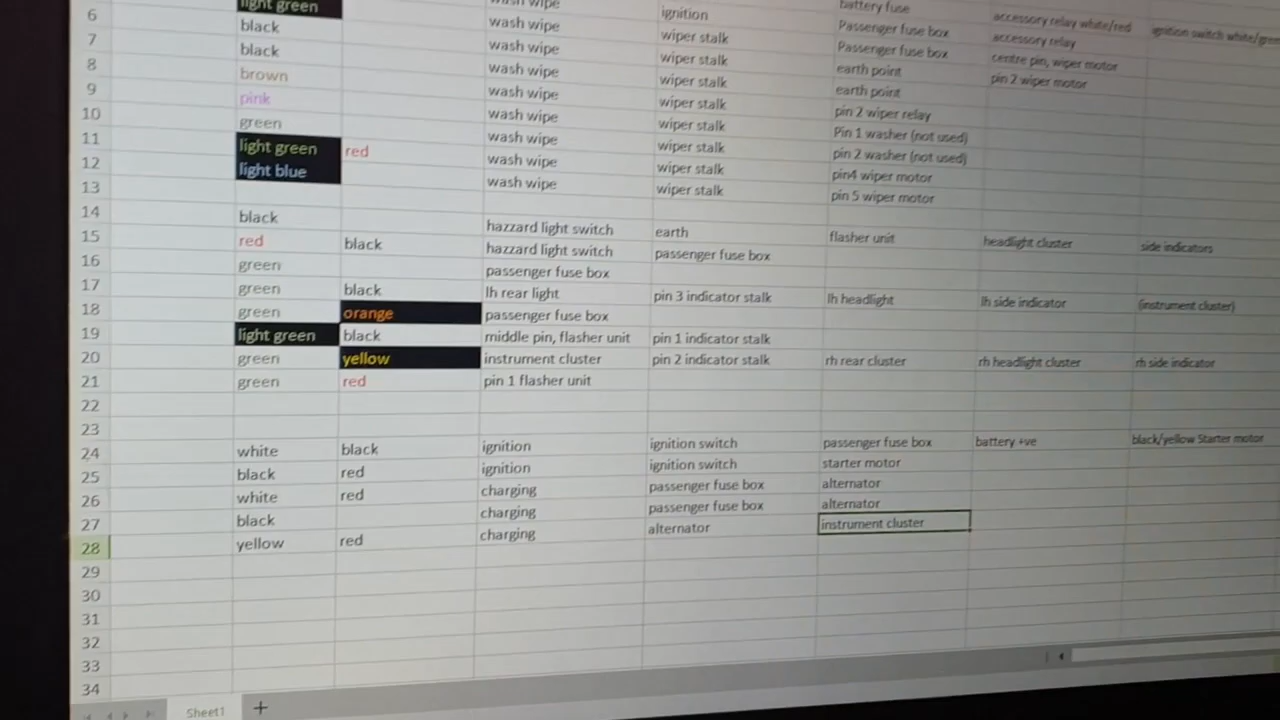 battery fuse accessory relay white/red ignition switch white/gree
wash wipe ignition Passenger fuse box accessory relay
light green wash wipe wiper stalk Passenger fuse box centre pin, wiper motor
6 black wash wipe wiper stalk earth point pin 2 wiper motor
7 black wash wipe wiper stalk earth point
8 brown wash wipe wiper stalk pin 2 wiper relay
9 pink wash wipe wiper stalk Pin 1 washer (not used)
10 green wash wipe wiper stalk pin 2 washer (not used)
11 light green red wash wipe wiper stalk pin4 wiper motor
12 light blue wash wipe wiper stalk pin 5 wiper motor
13
14 black hazzard light switch earth flasher unit headlight cluster side indicators
15 red black hazzard light switch passenger fuse box
16 green passenger fuse box
17 green black lh rear light pin 3 indicator stalk lh headlight lh side indicator (instrument cluster)
18 green orange passenger fuse box
19 light green black middle pin, flasher unit pin 1 indicator stalk
20 green yellow instrument cluster pin 2 indicator stalk rh rear cluster rh headlight cluster rh side indicator
21 green red pin 1 flasher unit
22
23
24 white black ignition ignition switch passenger fuse box battery +ve black/yellow Starter motor
25 black red ignition ignition switch starter motor
26 white red charging passenger fuse box alternator
27 black charging passenger fuse box alternator
28 yellow red charging alternator instrument cluster
29
30
31
32
33
34
Sheet1 +